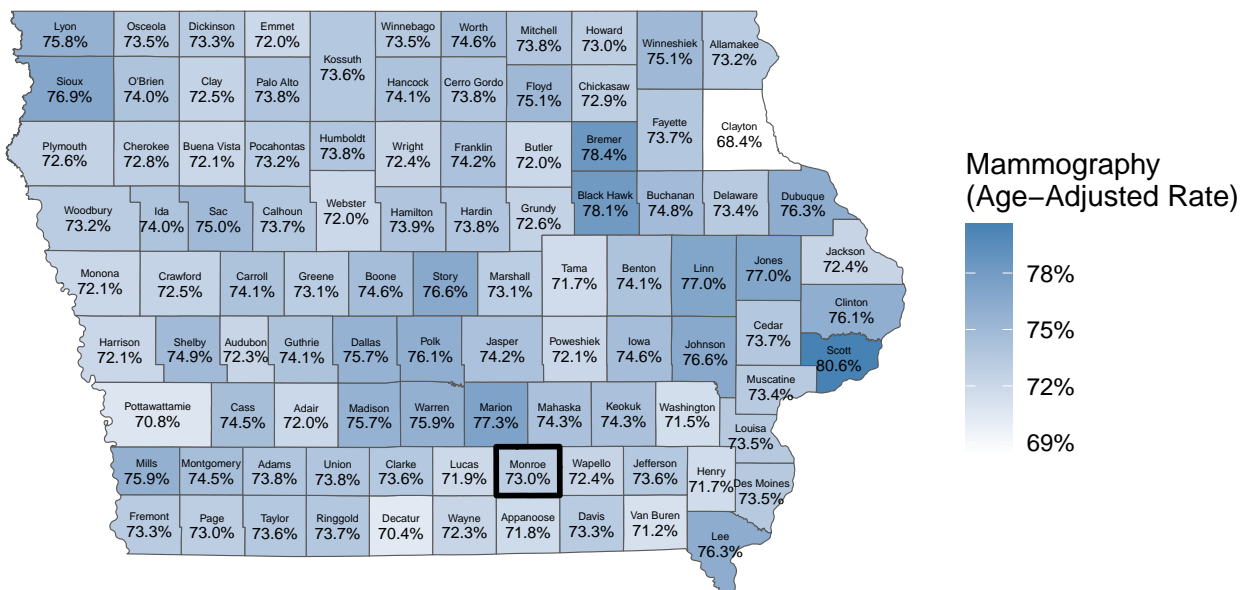 Lyon
75.8%
Osceola
73.5%
Dickinson
73.3%
Emmet
72.0%
Kossuth
73.6%
Winnebago
73.5%
Worth
74.6%
Mitchell
73.8%
Howard
73.0%
Winneshiek
75.1%
Allamakee
73.2%
Sioux
76.9%
O'Brien
74.0%
Clay
72.5%
Palo Alto
73.8%
Hancock
74.1%
Cerro Gordo
73.8%
Floyd
75.1%
Chickasaw
72.9%
Fayette
73.7%
Clayton
68.4%
Plymouth
72.6%
Cherokee
72.8%
Buena Vista
72.1%
Pocahontas
73.2%
Humboldt
73.8%
Wright
72.4%
Franklin
74.2%
Butler
72.0%
Bremer
78.4%
Woodbury
73.2%
Ida
74.0%
Sac
75.0%
Calhoun
73.7%
Webster
72.0%
Hamilton
73.9%
Hardin
73.8%
Grundy
72.6%
Black Hawk
78.1%
Buchanan
74.8%
Delaware
73.4%
Dubuque
76.3%
Monona
72.1%
Crawford
72.5%
Carroll
74.1%
Greene
73.1%
Boone
74.6%
Story
76.6%
Marshall
73.1%
Tama
71.7%
Benton
74.1%
Linn
77.0%
Jones
77.0%
Jackson
72.4%
Clinton
76.1%
Harrison
72.1%
Shelby
74.9%
Audubon
72.3%
Guthrie
74.1%
Dallas
75.7%
Polk
76.1%
Jasper
74.2%
Poweshiek
72.1%
Iowa
74.6%
Johnson
76.6%
Cedar
73.7%
Scott
80.6%
Muscatine
73.4%
Pottawattamie
70.8%
Cass
74.5%
Adair
72.0%
Madison
75.7%
Warren
75.9%
Marion
77.3%
Mahaska
74.3%
Keokuk
74.3%
Washington
71.5%
Louisa
73.5%
Mills
75.9%
Montgomery
74.5%
Adams
73.8%
Union
73.8%
Clarke
73.6%
Lucas
71.9%
Monroe
73.0%
Wapello
72.4%
Jefferson
73.6%
Henry
71.7%
Des Moines
73.5%
Fremont
73.3%
Page
73.0%
Taylor
73.6%
Ringgold
73.7%
Decatur
70.4%
Wayne
72.3%
Appanoose
71.8%
Davis
73.3%
Van Buren
71.2%
Lee
76.3%
Mammography
(Age−Adjusted Rate)
78%
75%
72%
69%